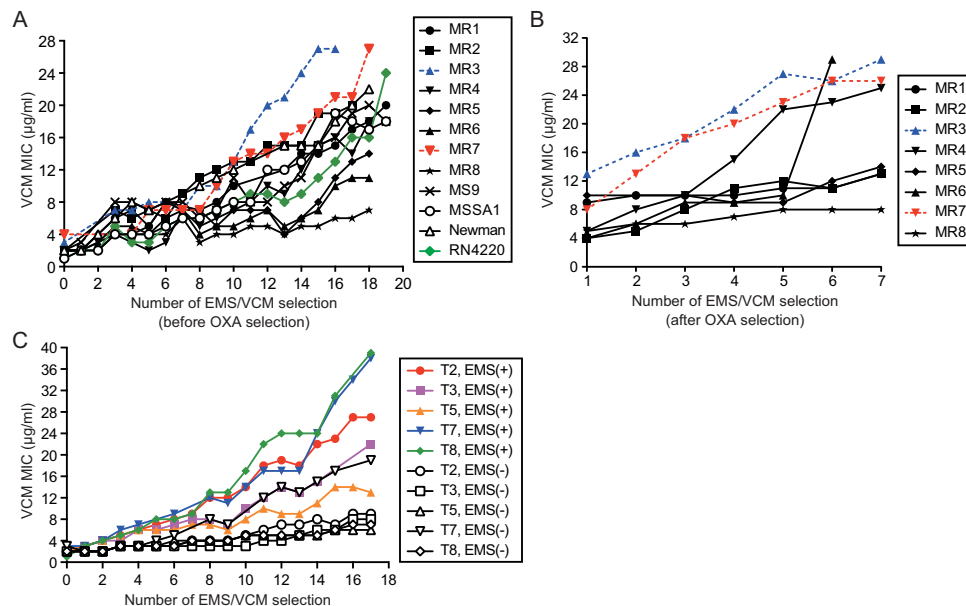 A
VCM MIC (µg/ml)
28
24
20
16
12
8
4
0
0 2 4 6 8 10 12 14 16 18 20
Number of EMS/VCM selection
(before OXA selection)
MR1
MR2
MR3
MR4
MR5
MR6
MR7
MR8
MS9
MSSA1
Newman
RN4220
B
VCM MIC (µg/ml)
32
28
24
20
16
12
8
4
0
1 2 3 4 5 6 7
Number of EMS/VCM selection
(after OXA selection)
MR1
MR2
MR3
MR4
MR5
MR6
MR7
MR8
C
VCM MIC (µg/ml)
40
36
32
28
24
20
16
12
8
4
0
0 2 4 6 8 10 12 14 16 18
Number of EMS/VCM selection
T2, EMS(+)
T3, EMS(+)
T5, EMS(+)
T7, EMS(+)
T8, EMS(+)
T2, EMS(-)
T3, EMS(-)
T5, EMS(-)
T7, EMS(-)
T8, EMS(-)